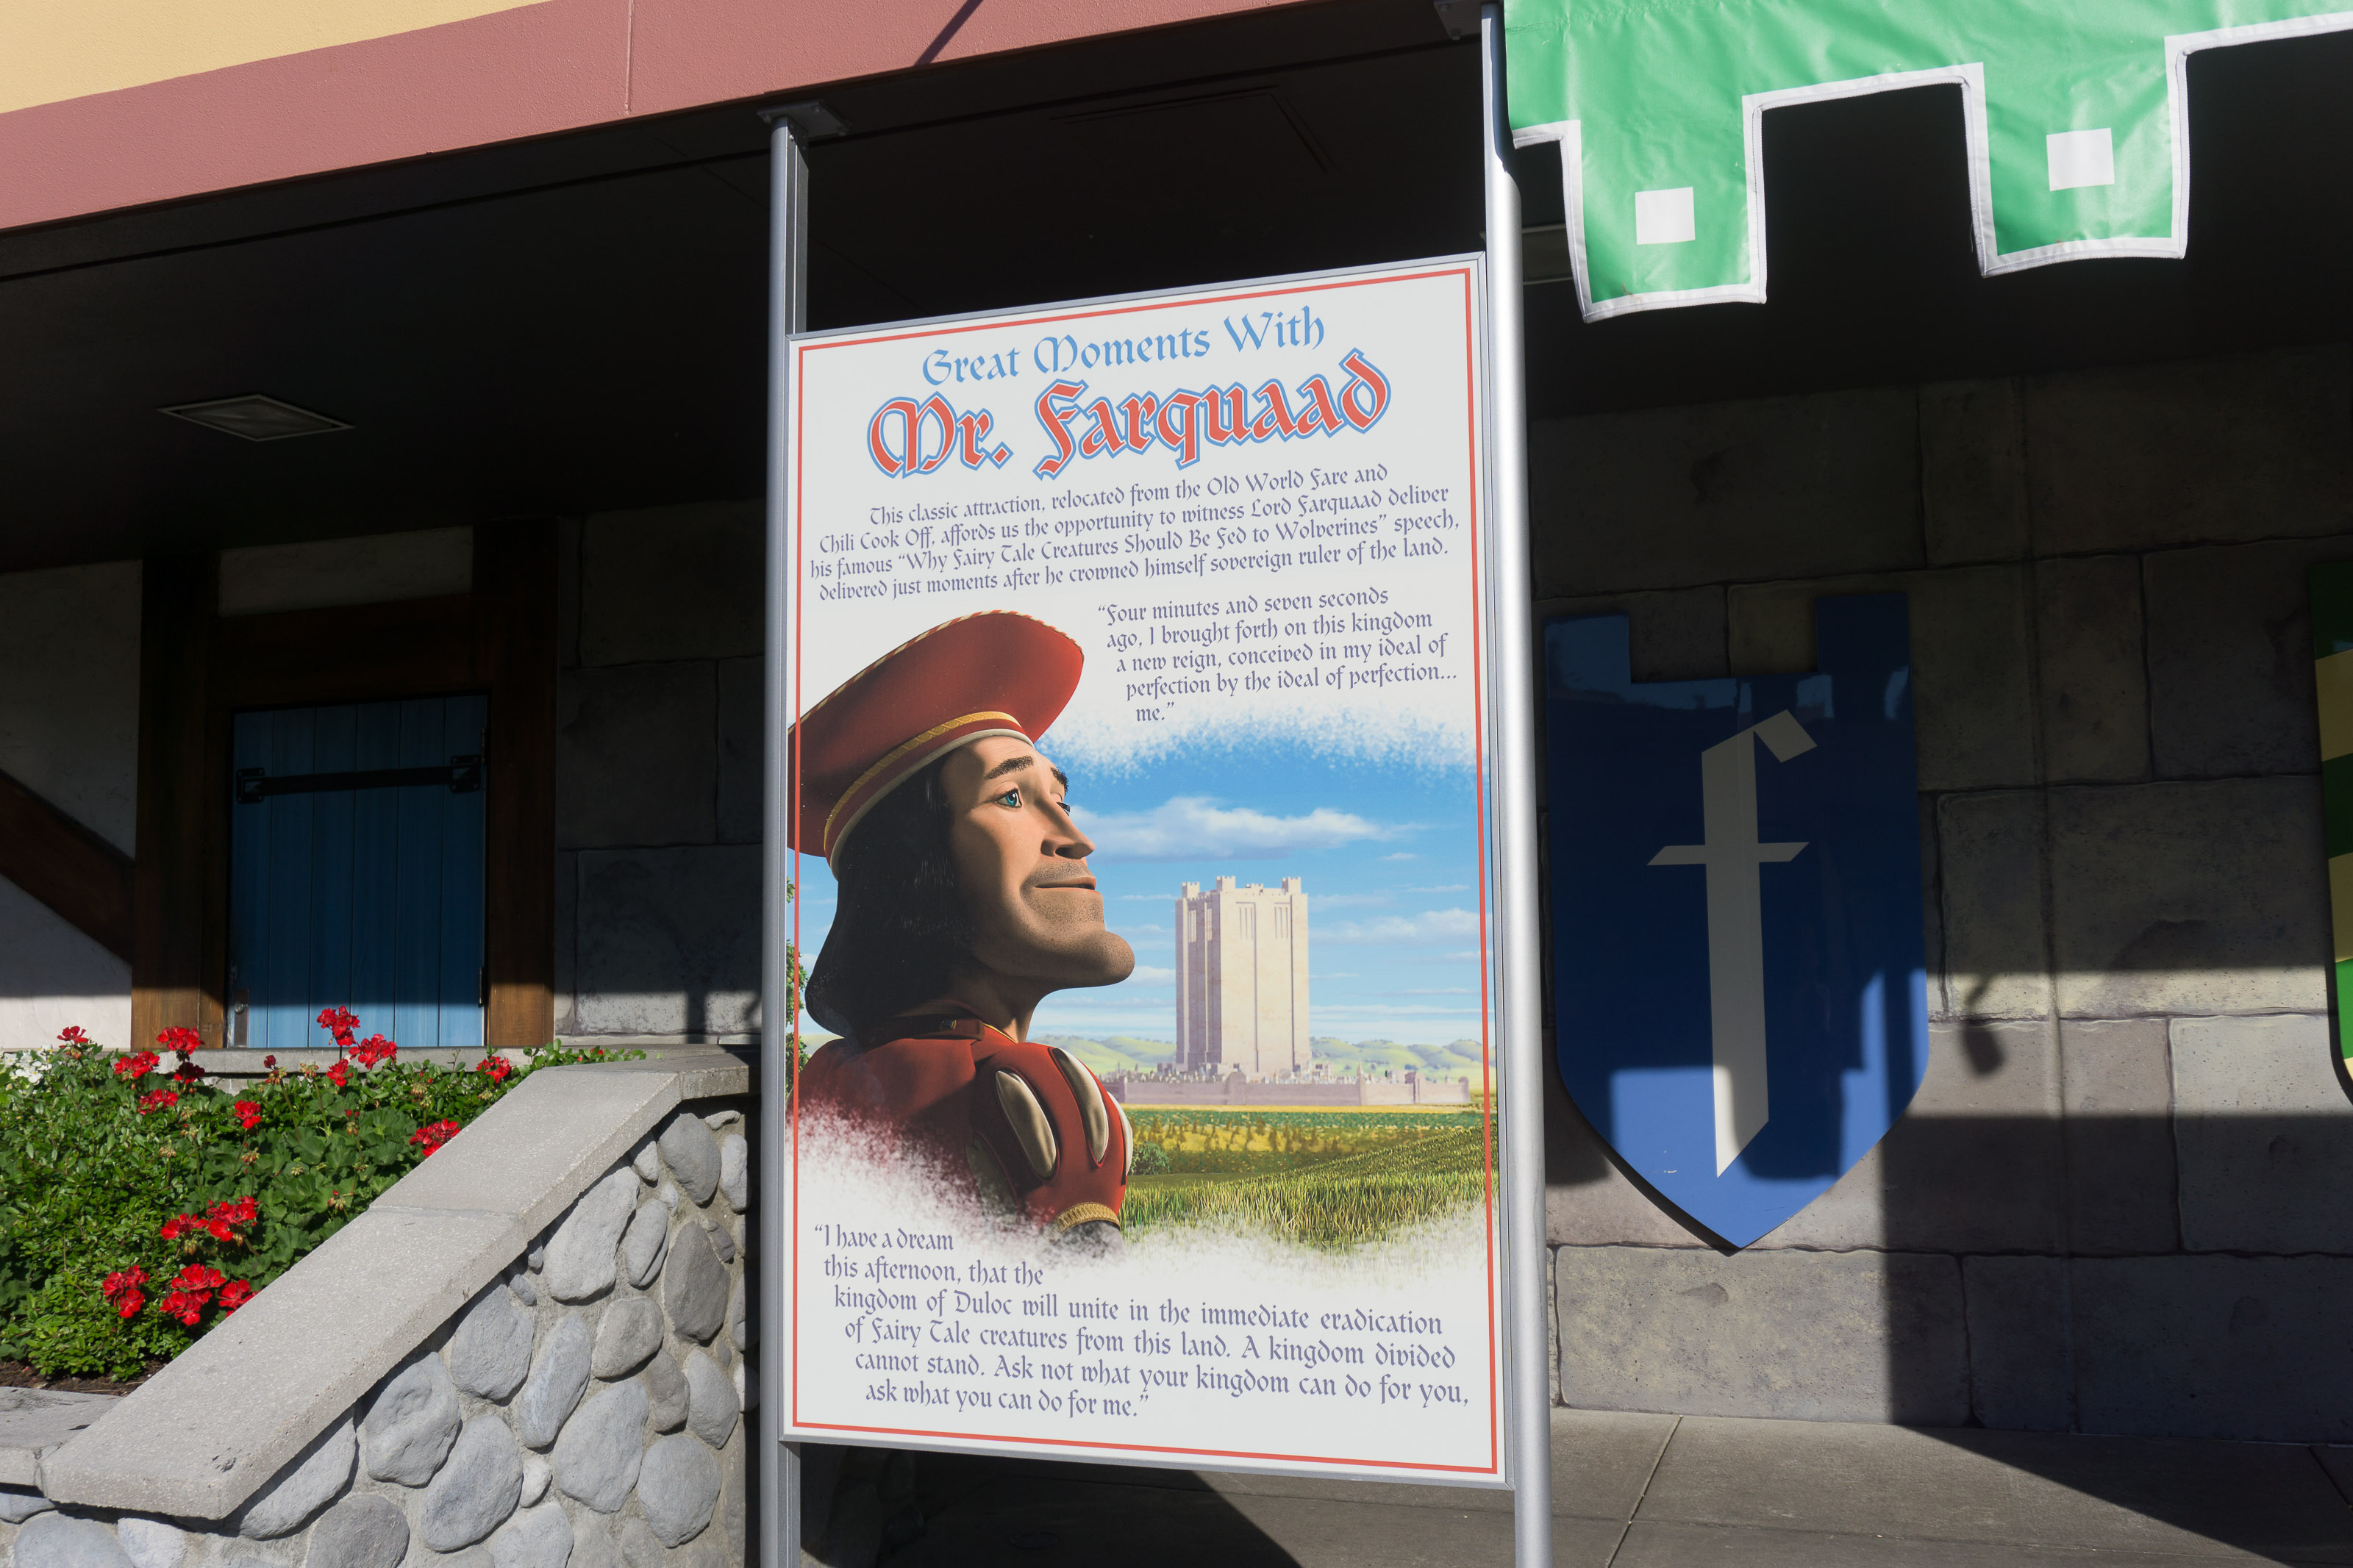 Great Moments With
Mr. Farquaad
This classic attraction, relocated from the Old World Fare and
Chili Cook Off, affords us the opportunity to witness Lord Farquaad deliver
his famous “Why Fairy Tale Creatures Should Be Fed to Wolverines” speech,
delivered just moments after he crowned himself sovereign ruler of the land.
“Four minutes and seven seconds
ago, I brought forth on this kingdom
a new reign, conceived in my ideal of
perfection by the ideal of perfection...
me.”
f
“I have a dream
this afternoon, that the
kingdom of Duloc will unite in the immediate eradication
of Fairy Tale creatures from this land. A kingdom divided
cannot stand. Ask not what your kingdom can do for you,
ask what you can do for me.”